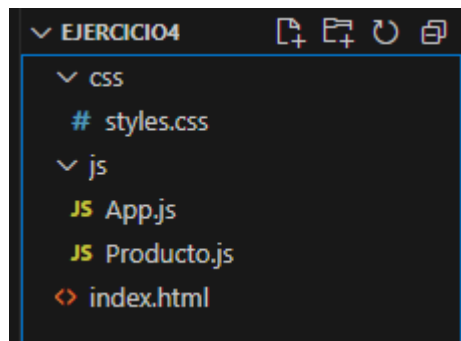 EJERCICIO4
css
# styles.css
js
JS App.js
JS Producto.js
<> index.html